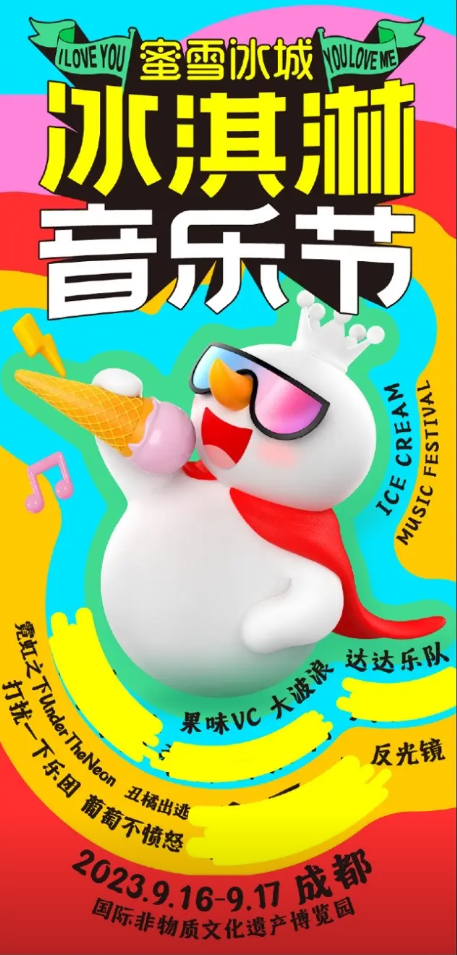 I LOVE YOU
蜜雪冰城
YOU LOVE ME
冰淇淋
音乐节
ICE CREAM
MUSIC FESTIVAL
霓虹之下UnderTheNeon
打扰一下乐团
丑橘出逃
葡萄不愤怒
果味VC 大波浪 达达乐队
反光镜
2023.9.16-9.17 成都
国际非物质文化遗产博览园